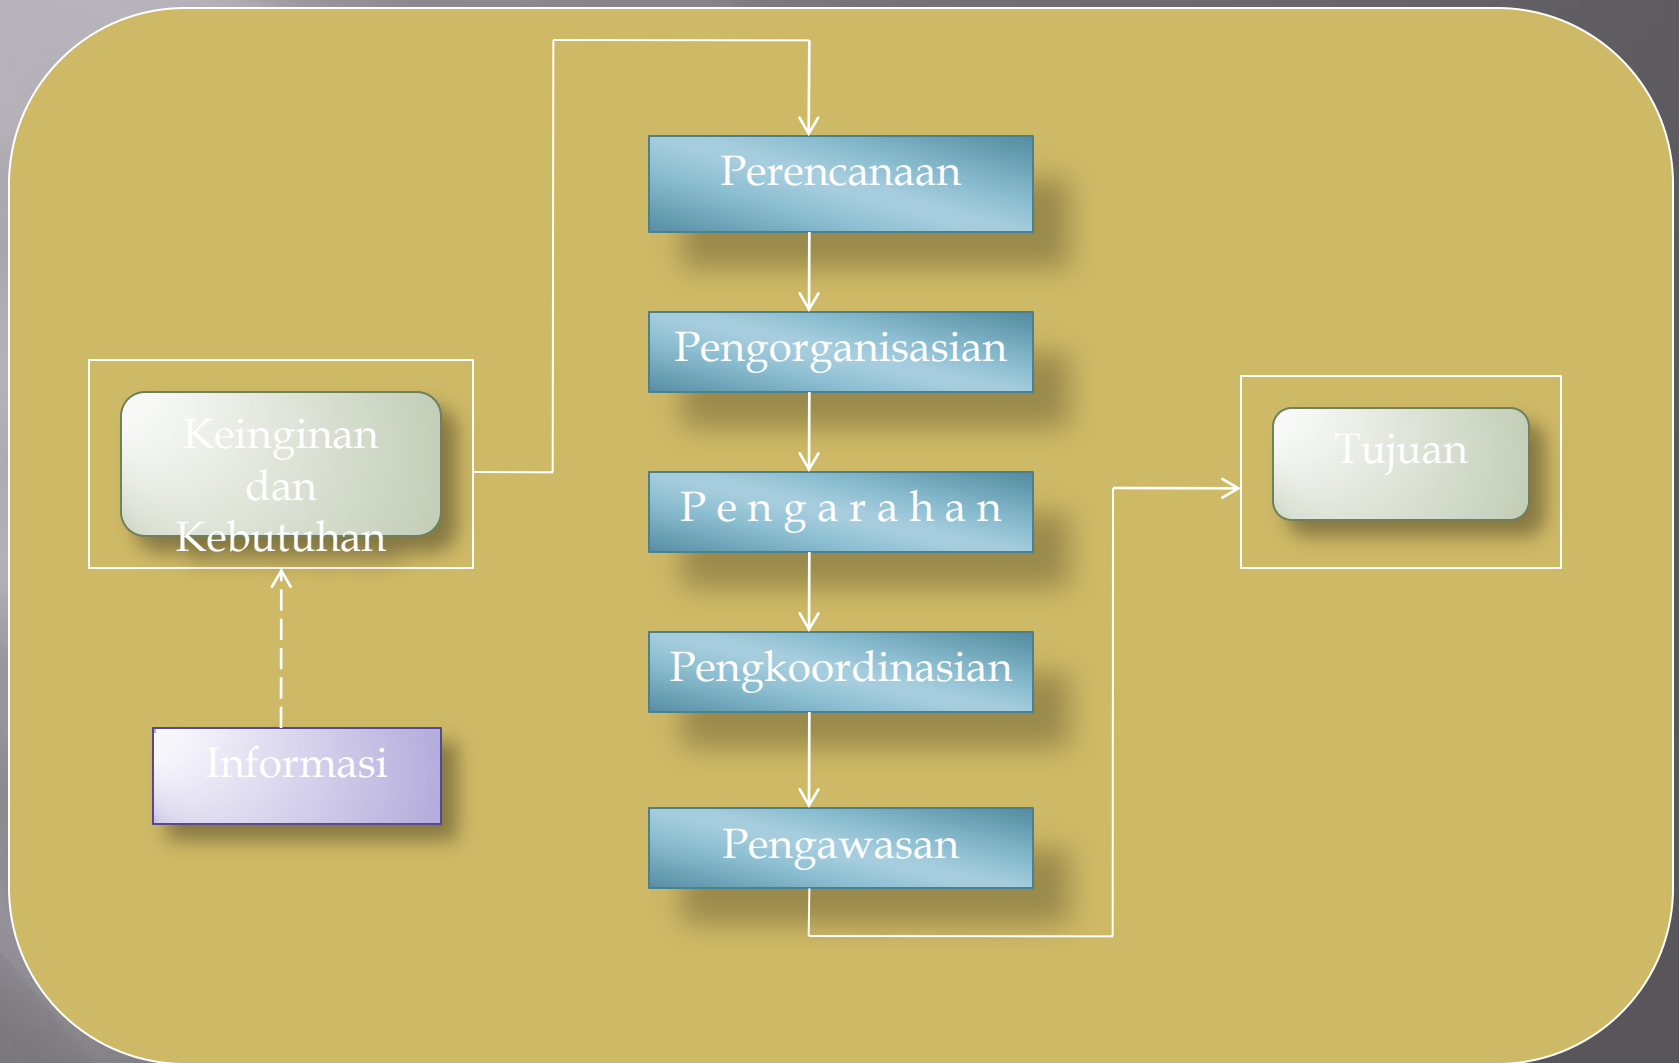 Perencanaan
Pengorganisasian
Keinginan
dan
Kebutuhan
P e n g a r a h a n
Tujuan
Pengkoordinasian
Informasi
Pengawasan